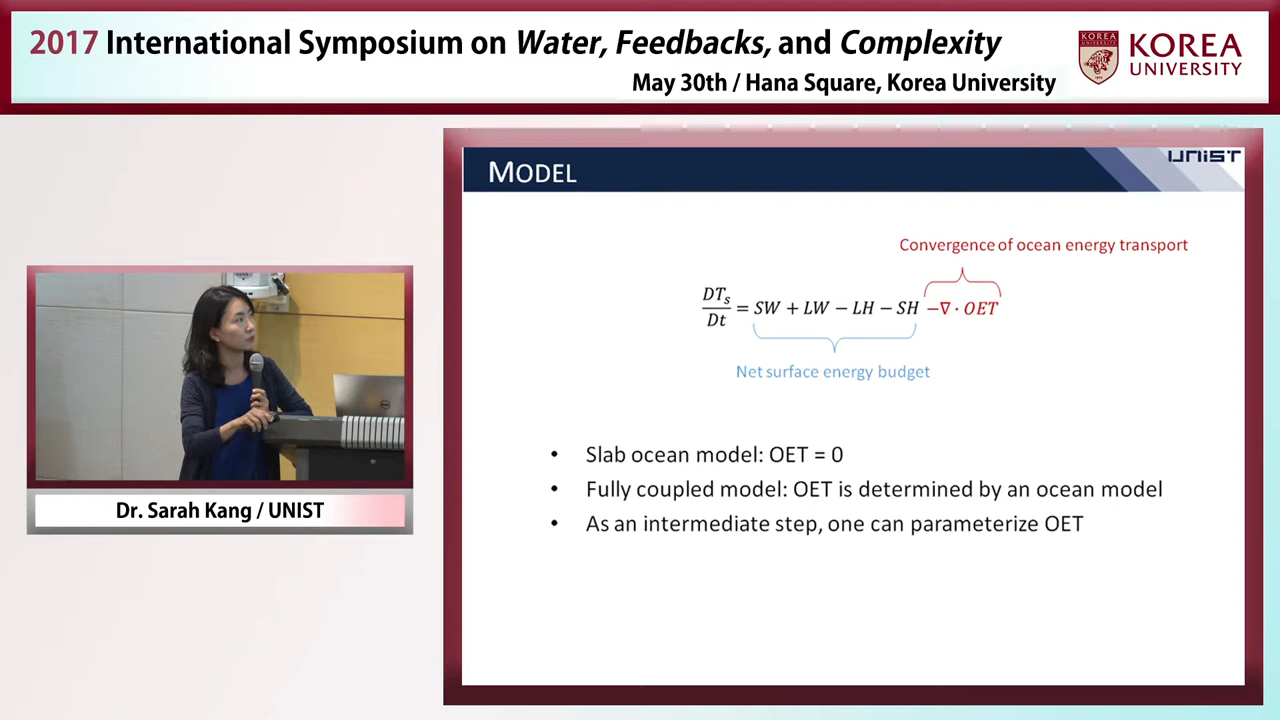 2017 International Symposium on Water, Feedbacks, and Complexity
May 30th / Hana Square, Korea University
KOREA
UNIVERSITY
MODEL
UNIST
Convergence of ocean energy transport
DTs/Dt = SW + LW − LH − SH −∇ · OET
Net surface energy budget
• Slab ocean model: OET = 0
• Fully coupled model: OET is determined by an ocean model
• As an intermediate step, one can parameterize OET
Dr. Sarah Kang / UNIST